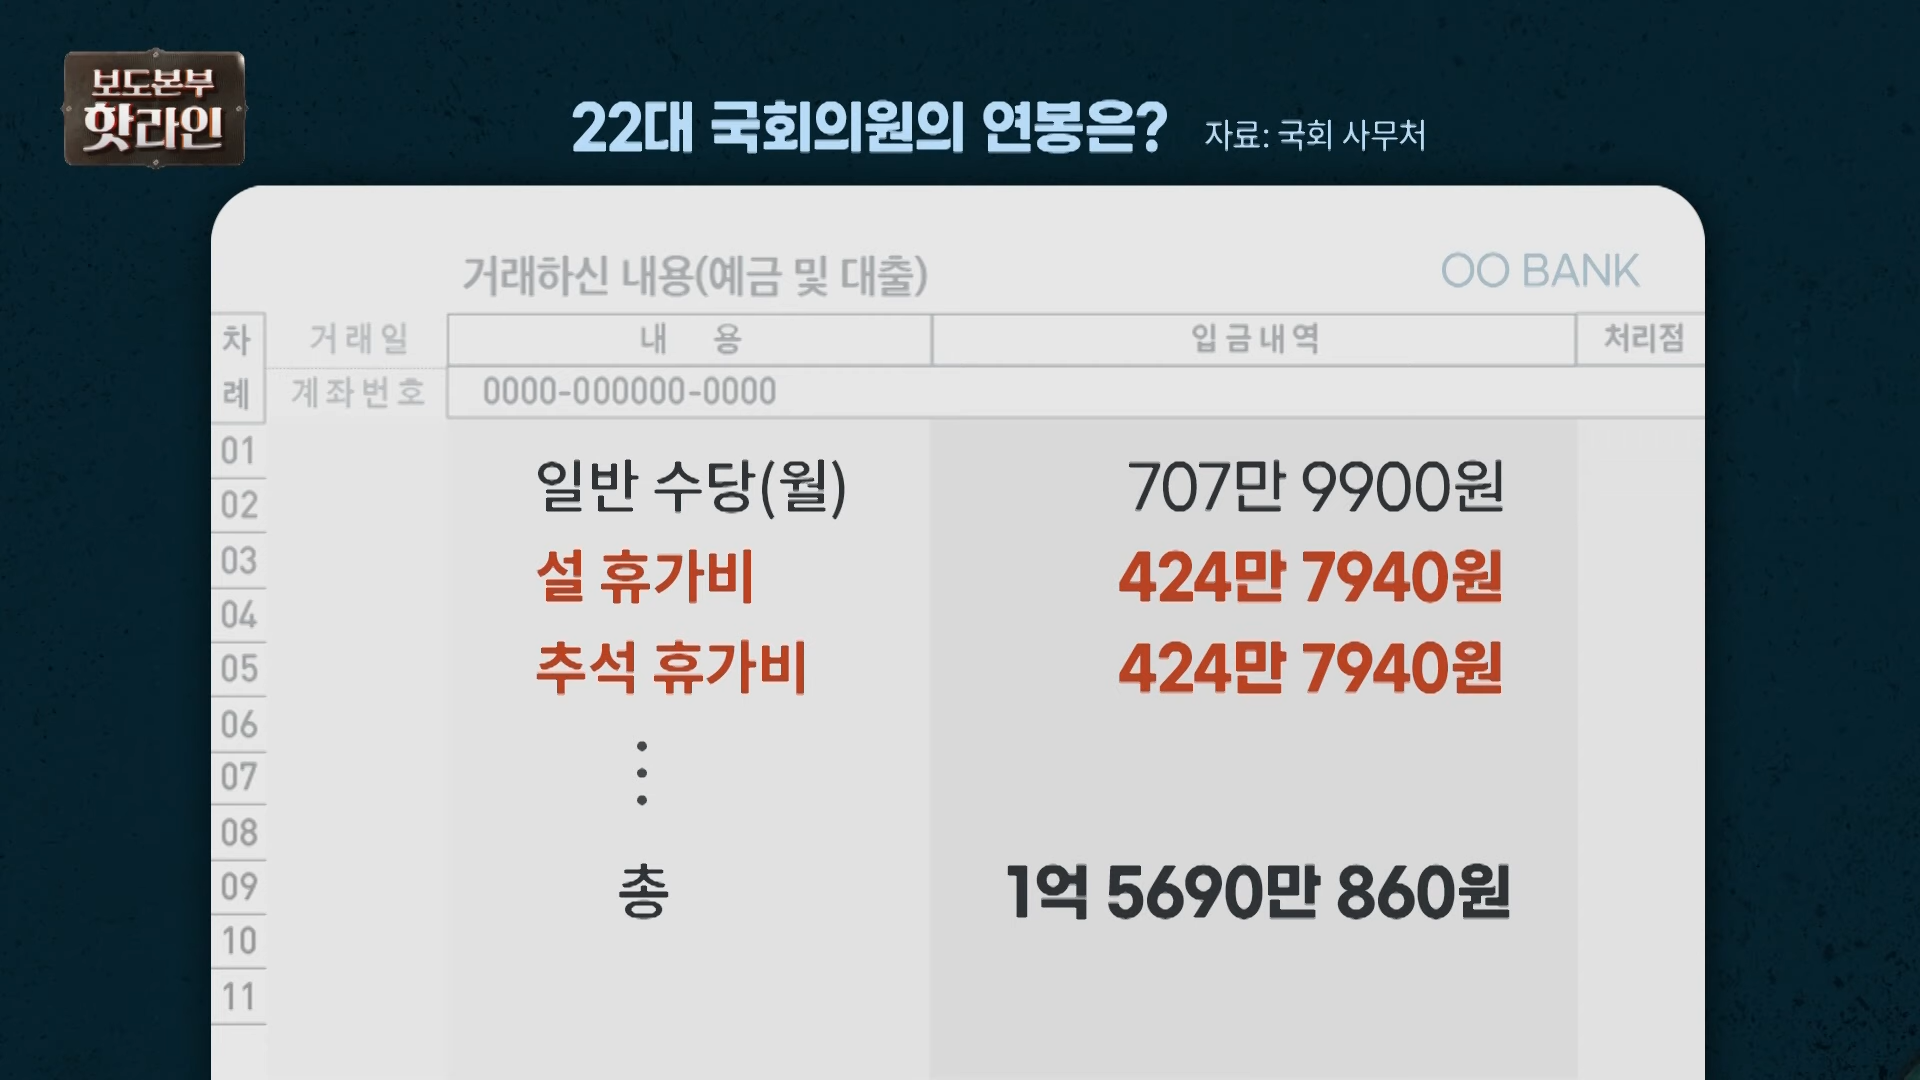 보도본부
핫라인
22대 국회의원의 연봉은? 자료: 국회 사무처
거래하신 내용(예금 및 대출) OO BANK
차 거래일 내 용 입금내역 처리점
례 계좌번호 0000-000000-0000
01
일반 수당(월) 707만 9900원
02
03
설 휴가비 424만 7940원
04
05
추석 휴가비 424만 7940원
06
07
08
09
총 1억 5690만 860원
10
11